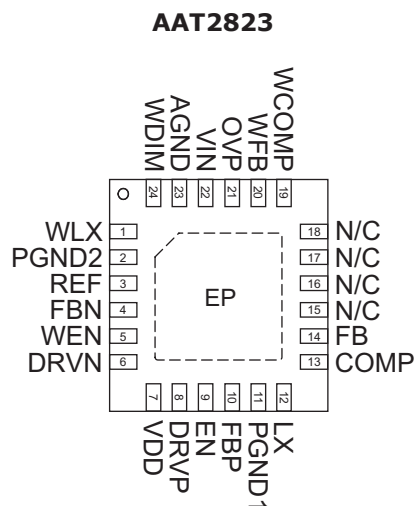 AAT2823
WDIM
AGND
VIN
OVP
WFB
WCOMP
24
23
22
21
20
19
WLX 1
PGND2 2
REF 3
FBN 4
WEN 5
DRVN 6
EP
18 N/C
17 N/C
16 N/C
15 N/C
14 FB
13 COMP
7
8
9
10
11
12
VDD
DRVP
EN
FBP
PGND1
LX